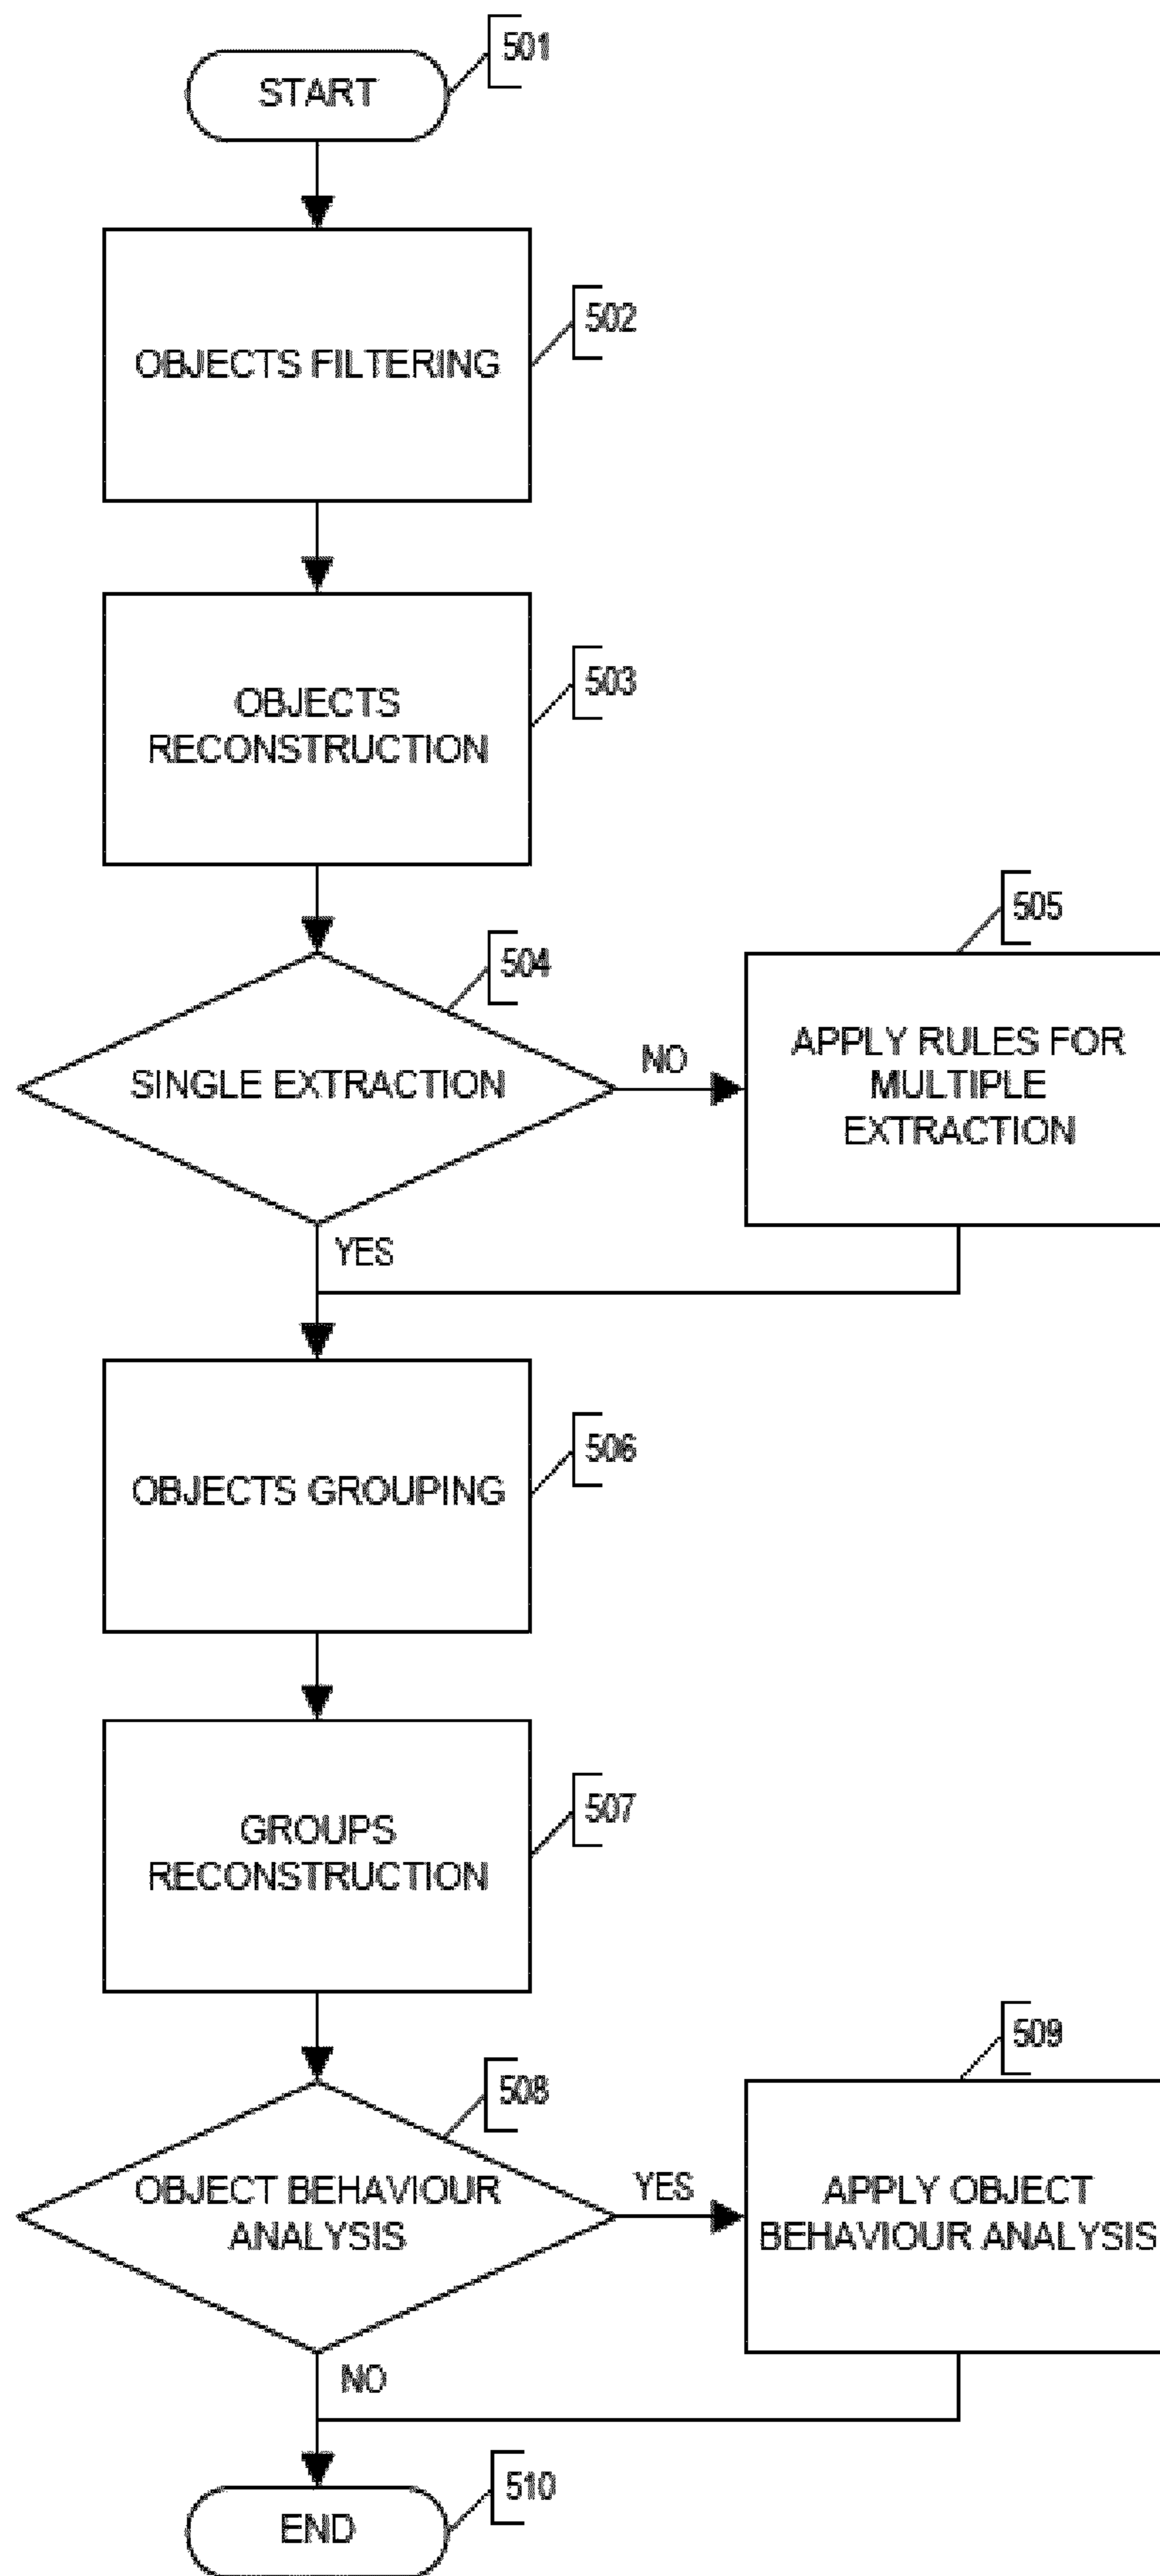 501
START
502
OBJECTS FILTERING
503
OBJECTS
RECONSTRUCTION
504
SINGLE EXTRACTION
NO
505
APPLY RULES FOR
MULTIPLE
EXTRACTION
YES
506
OBJECTS GROUPING
507
GROUPS
RECONSTRUCTION
508
OBJECT BEHAVIOUR
ANALYSIS
YES
509
APPLY OBJECT
BEHAVIOUR ANALYSIS
NO
510
END